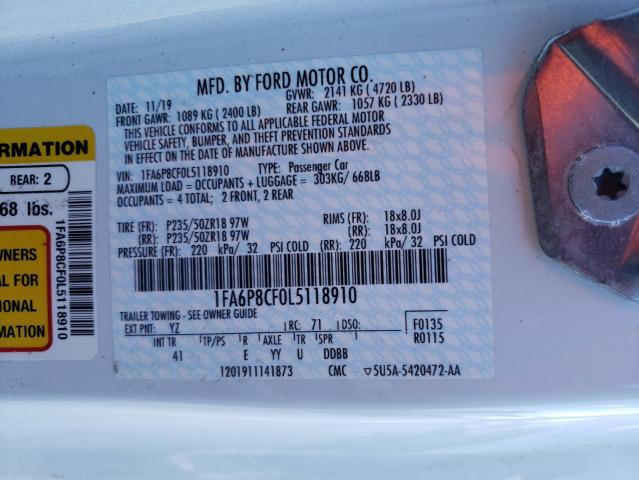 MFD. BY FORD MOTOR CO.
DATE: 11/19 GVWR: 2141 KG ( 4720 LB)
FRONT GAWR: 1089 KG ( 2400 LB) REAR GAWR: 1057 KG ( 2330 LB)
THIS VEHICLE CONFORMS TO ALL APPLICABLE FEDERAL MOTOR
VEHICLE SAFETY, BUMPER, AND THEFT PREVENTION STANDARDS
IN EFFECT ON THE DATE OF MANUFACTURE SHOWN ABOVE.
VIN: 1FA6P8CF0L5118910 TYPE: Passenger Car
MAXIMUM LOAD = OCCUPANTS + LUGGAGE = 303KG/ 668LB
OCCUPANTS = 4 TOTAL; 2 FRONT, 2 REAR
TIRE (FR): P235/50ZR18 97W RIMS (FR): 18x8.0J
(RR): P235/50ZR18 97W (RR): 18x8.0J
PRESSURE (FR): 220 kPa/ 32 PSI COLD (RR): 220 kPa/ 32 PSI COLD
1FA6P8CF0L5118910
TRAILER TOWING - SEE OWNER GUIDE
EXT PNT: YZ RC: 71 DSO: F0135
INT TR TP/PS R AXLE TR SPR R0115
41 E YY U DDBB
1201911141873 CMC ▽5U5A-5420472-AA
ORMATION
REAR: 2
68 lbs.
WNERS
AL FOR
IONAL
MATION
1FA6P8CF0L5118910